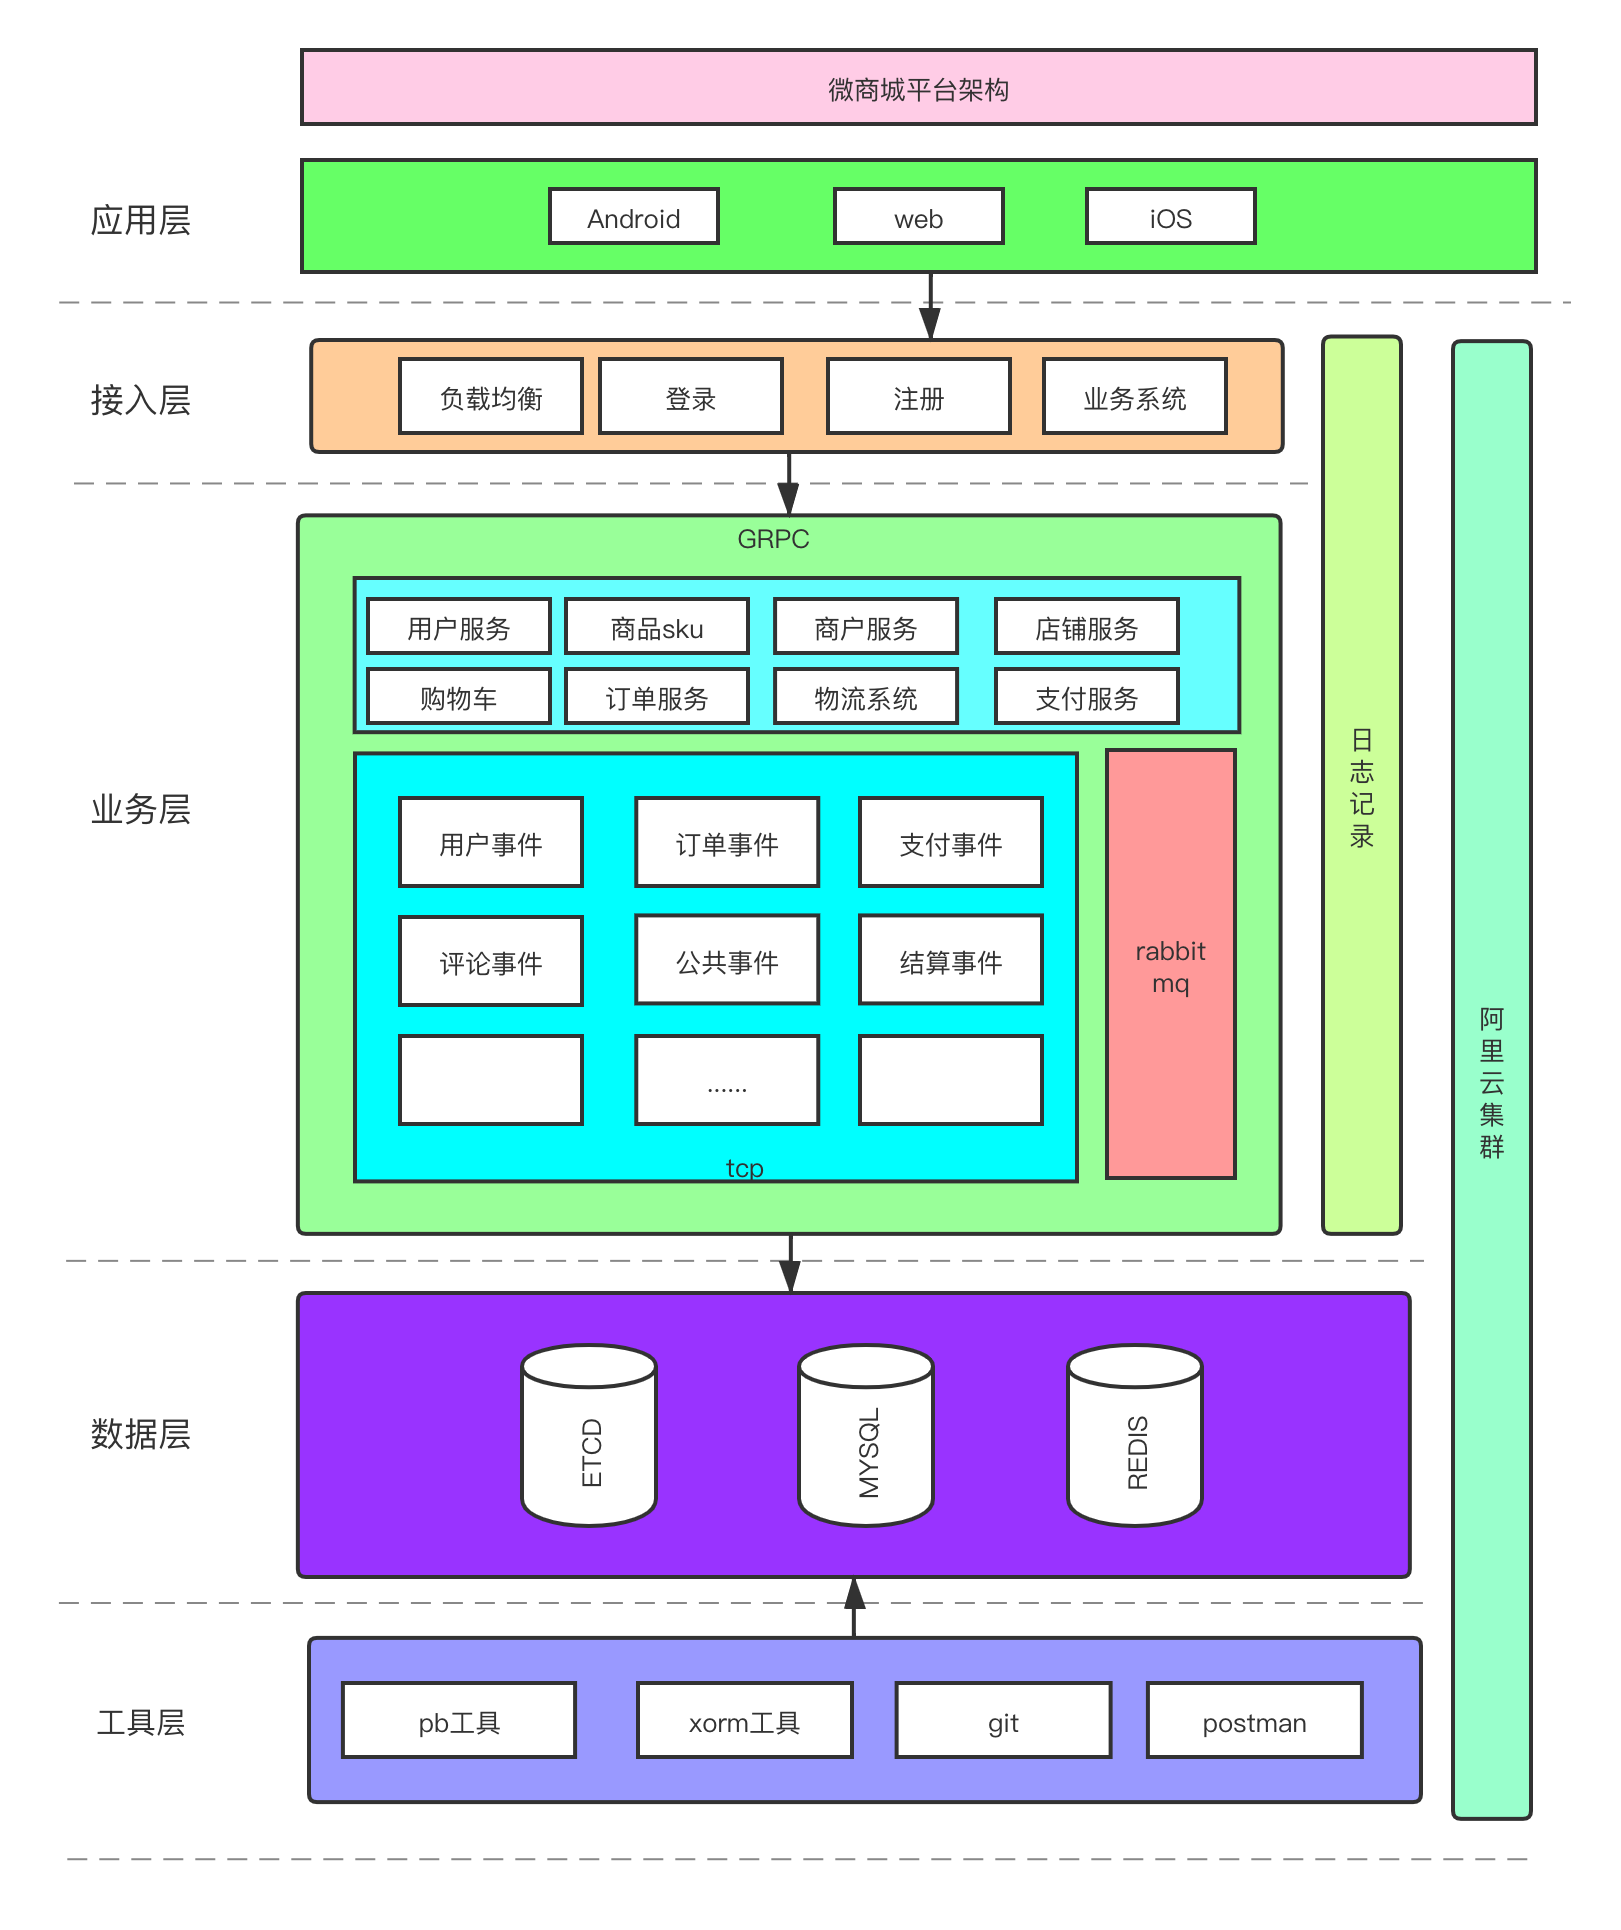 微商城平台架构
应用层
Android
web
iOS
接入层
负载均衡
登录
注册
业务系统
业务层
GRPC
用户服务
商品sku
商户服务
店铺服务
购物车
订单服务
物流系统
支付服务
用户事件
订单事件
支付事件
评论事件
公共事件
结算事件
......
tcp
rabbit
mq
日
志
记
录
阿
里
云
集
群
数据层
ETCD
MYSQL
REDIS
工具层
pb工具
xorm工具
git
postman